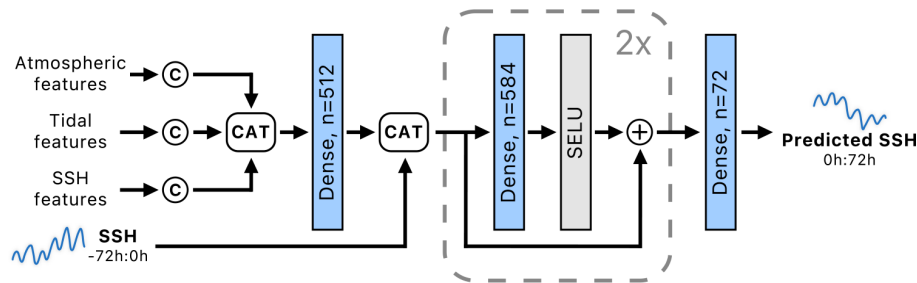 Atmospheric
features
C
Tidal
features
C
SSH
features
C
CAT
SSH
-72h:0h
Dense, n=512
CAT
2x
Dense, n=584
SELU
+
Dense, n=72
Predicted SSH
0h:72h